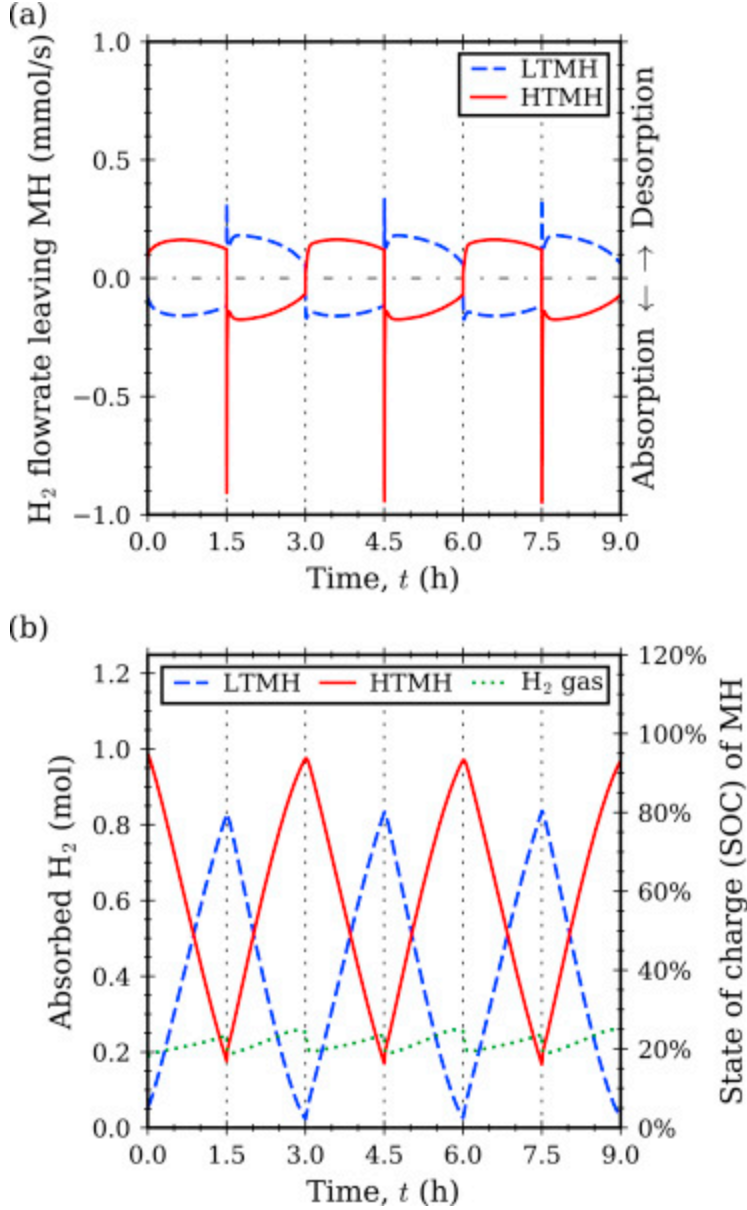 (a)
H₂ flowrate leaving MH (mmol/s)
1.0
0.5
0.0
−0.5
−1.0
LTMH
HTMH
Absorption ← → Desorption
0.0 1.5 3.0 4.5 6.0 7.5 9.0
Time, t (h)
(b)
Absorbed H₂ (mol)
1.2
1.0
0.8
0.6
0.4
0.2
0.0
LTMH HTMH H₂ gas
120%
100%
80%
60%
40%
20%
0%
State of charge (SOC) of MH
0.0 1.5 3.0 4.5 6.0 7.5 9.0
Time, t (h)